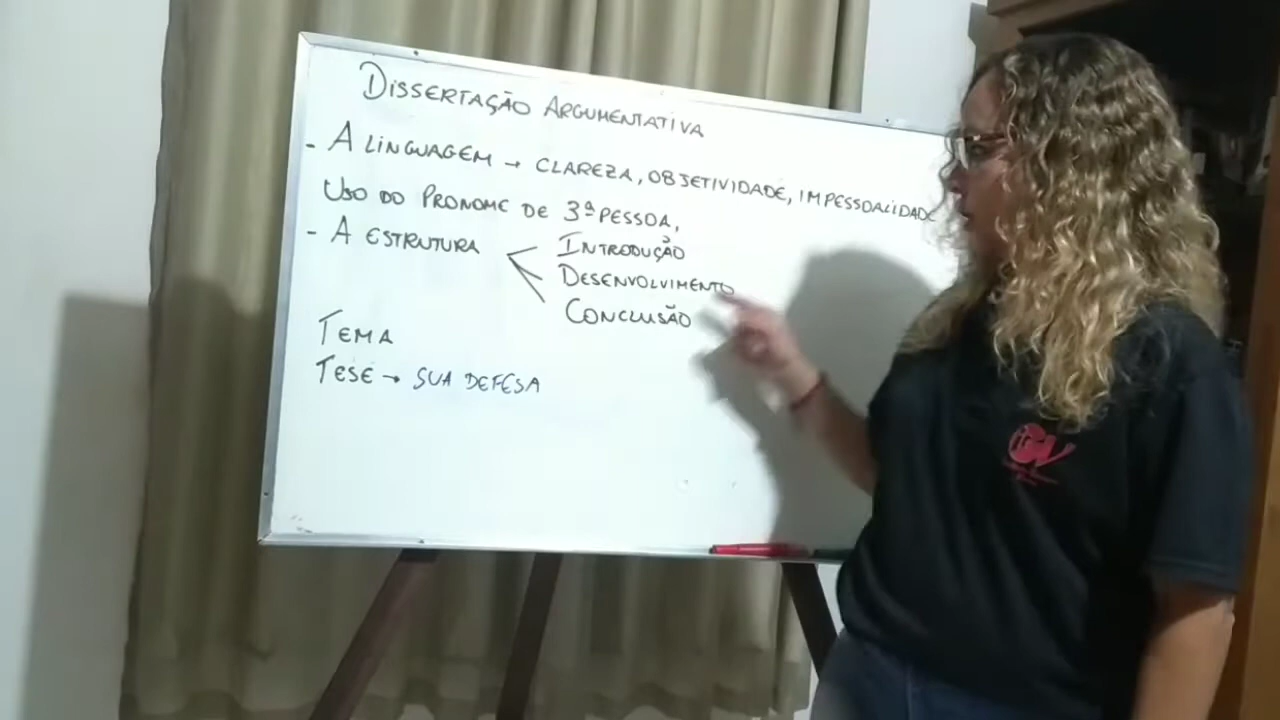 DISSERTAÇÃO ARGUMENTATIVA
- A LINGUAGEM → CLAREZA, OBJETIVIDADE, IMPESSOALIDADE
USO DO PRONOME DE 3ª PESSOA,
- A ESTRUTURA < INTRODUÇÃO
DESENVOLVIMENTO
CONCLUSÃO
TEMA
TESE → SUA DEFESA